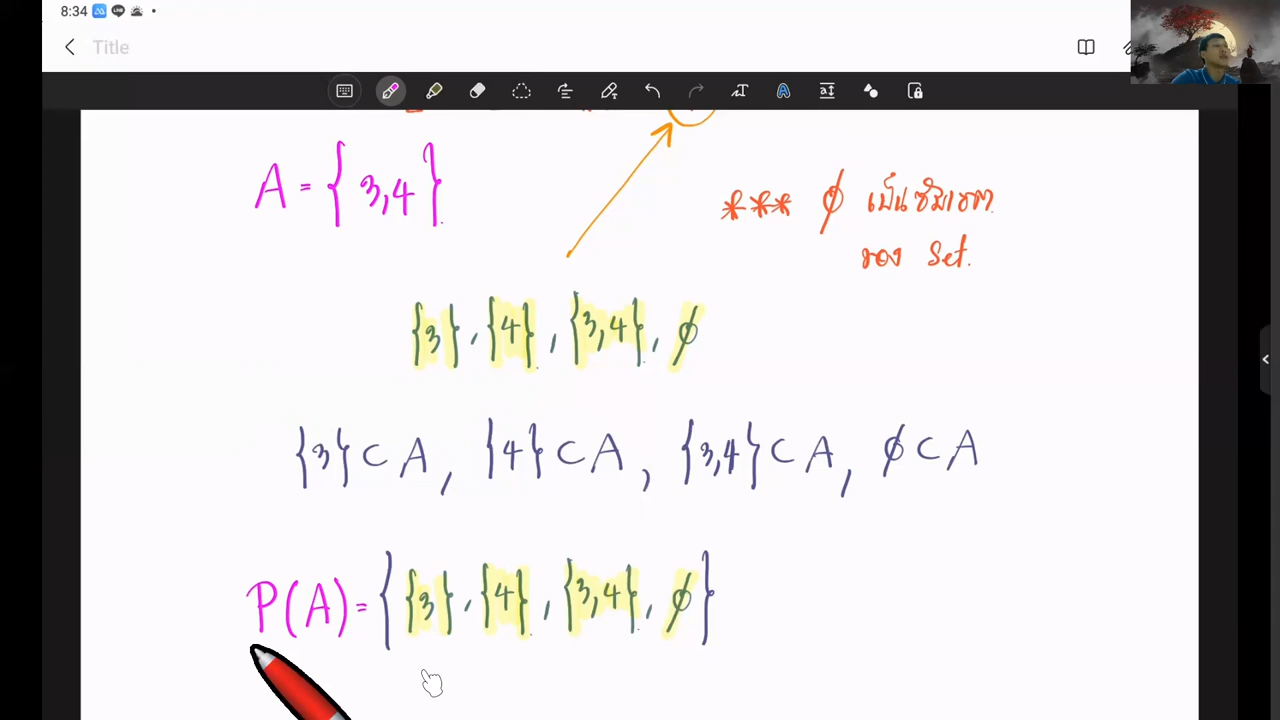 8:34
Title
A = { 3,4 }
*** ∅ เป็นซับเซต
ของ Set.
{3} , {4} , {3,4} , ∅
{3} ⊂ A , {4} ⊂ A , {3,4} ⊂ A , ∅ ⊂ A
P(A) = { {3} , {4} , {3,4} , ∅ }